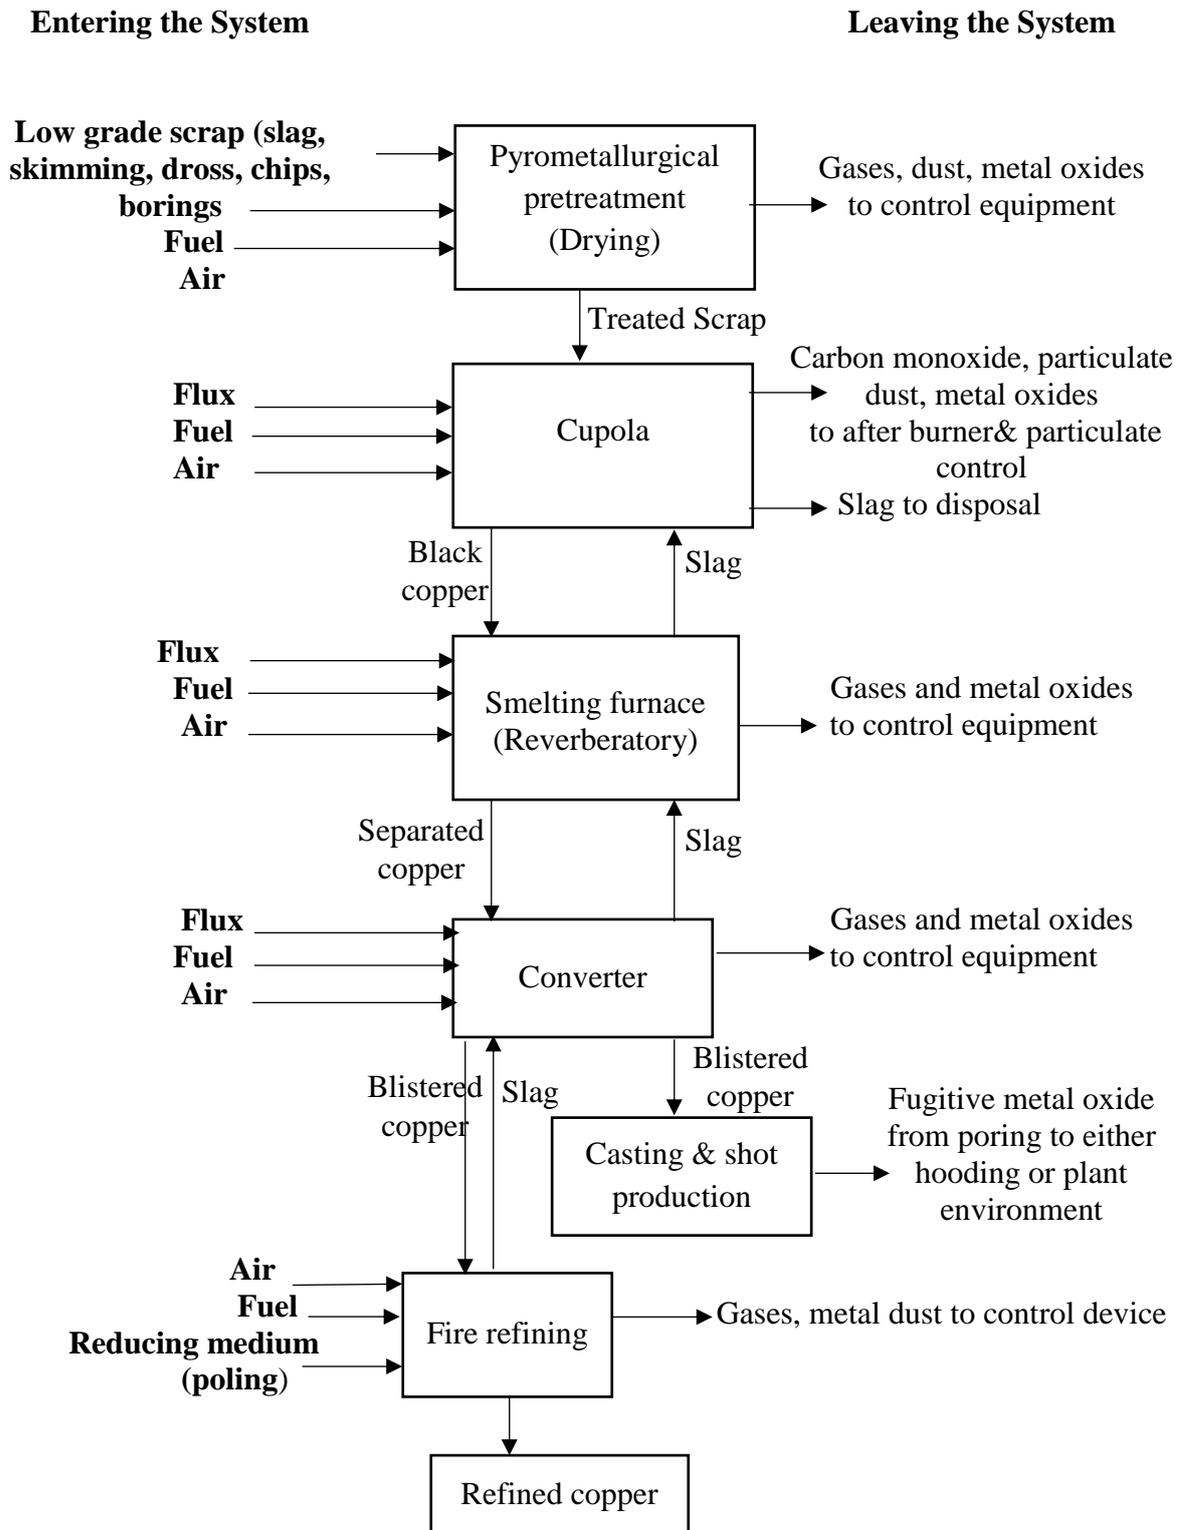 Entering the System
Leaving the System
Low grade scrap (slag,
skimming, dross, chips,
borings
Fuel
Air
Pyrometallurgical
pretreatment
(Drying)
Gases, dust, metal oxides
to control equipment
Treated Scrap
Flux
Fuel
Air
Cupola
Carbon monoxide, particulate
dust, metal oxides
to after burner& particulate
control
Slag to disposal
Black
copper
Slag
Flux
Fuel
Air
Smelting furnace
(Reverberatory)
Gases and metal oxides
to control equipment
Separated
copper
Slag
Flux
Fuel
Air
Converter
Gases and metal oxides
to control equipment
Blistered
copper
Slag
Blistered
copper
Casting & shot
production
Fugitive metal oxide
from poring to either
hooding or plant
environment
Air
Fuel
Reducing medium
(poling)
Fire refining
Gases, metal dust to control device
Refined copper